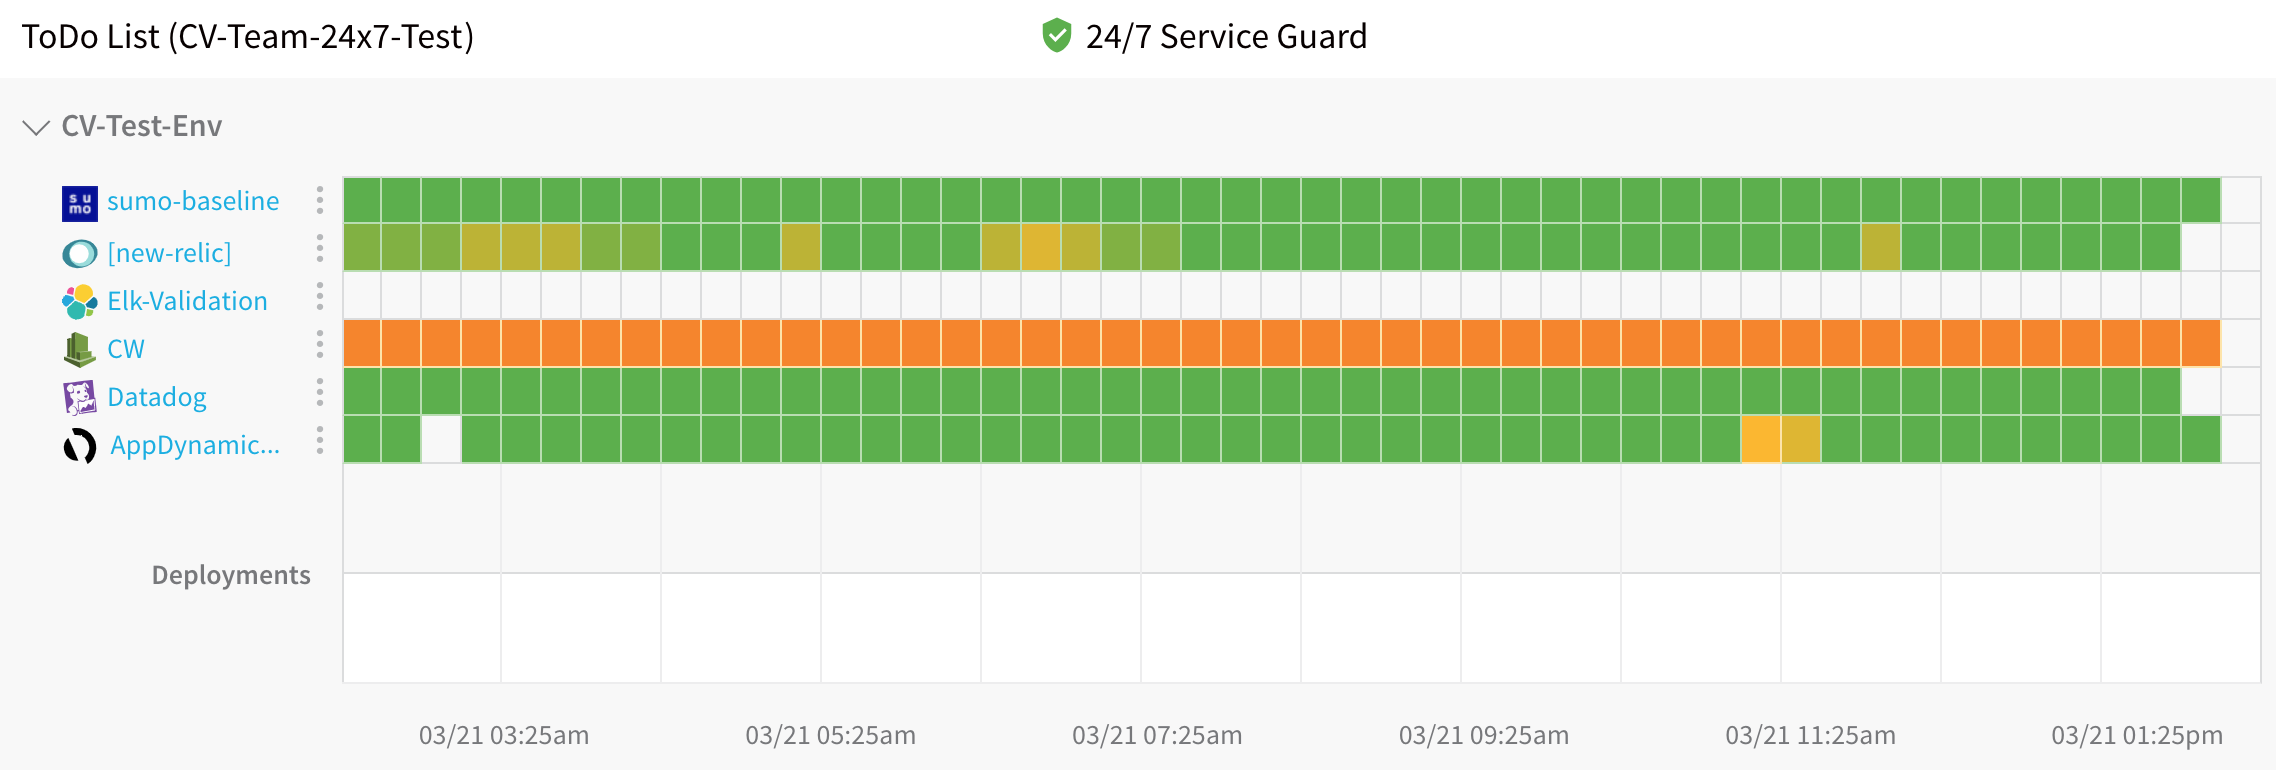 ToDo List (CV-Team-24x7-Test)
24/7 Service Guard
CV-Test-Env
su
mo
sumo-baseline
[new-relic]
Elk-Validation
CW
Datadog
AppDynamic...
Deployments
03/21 03:25am
03/21 05:25am
03/21 07:25am
03/21 09:25am
03/21 11:25am
03/21 01:25pm